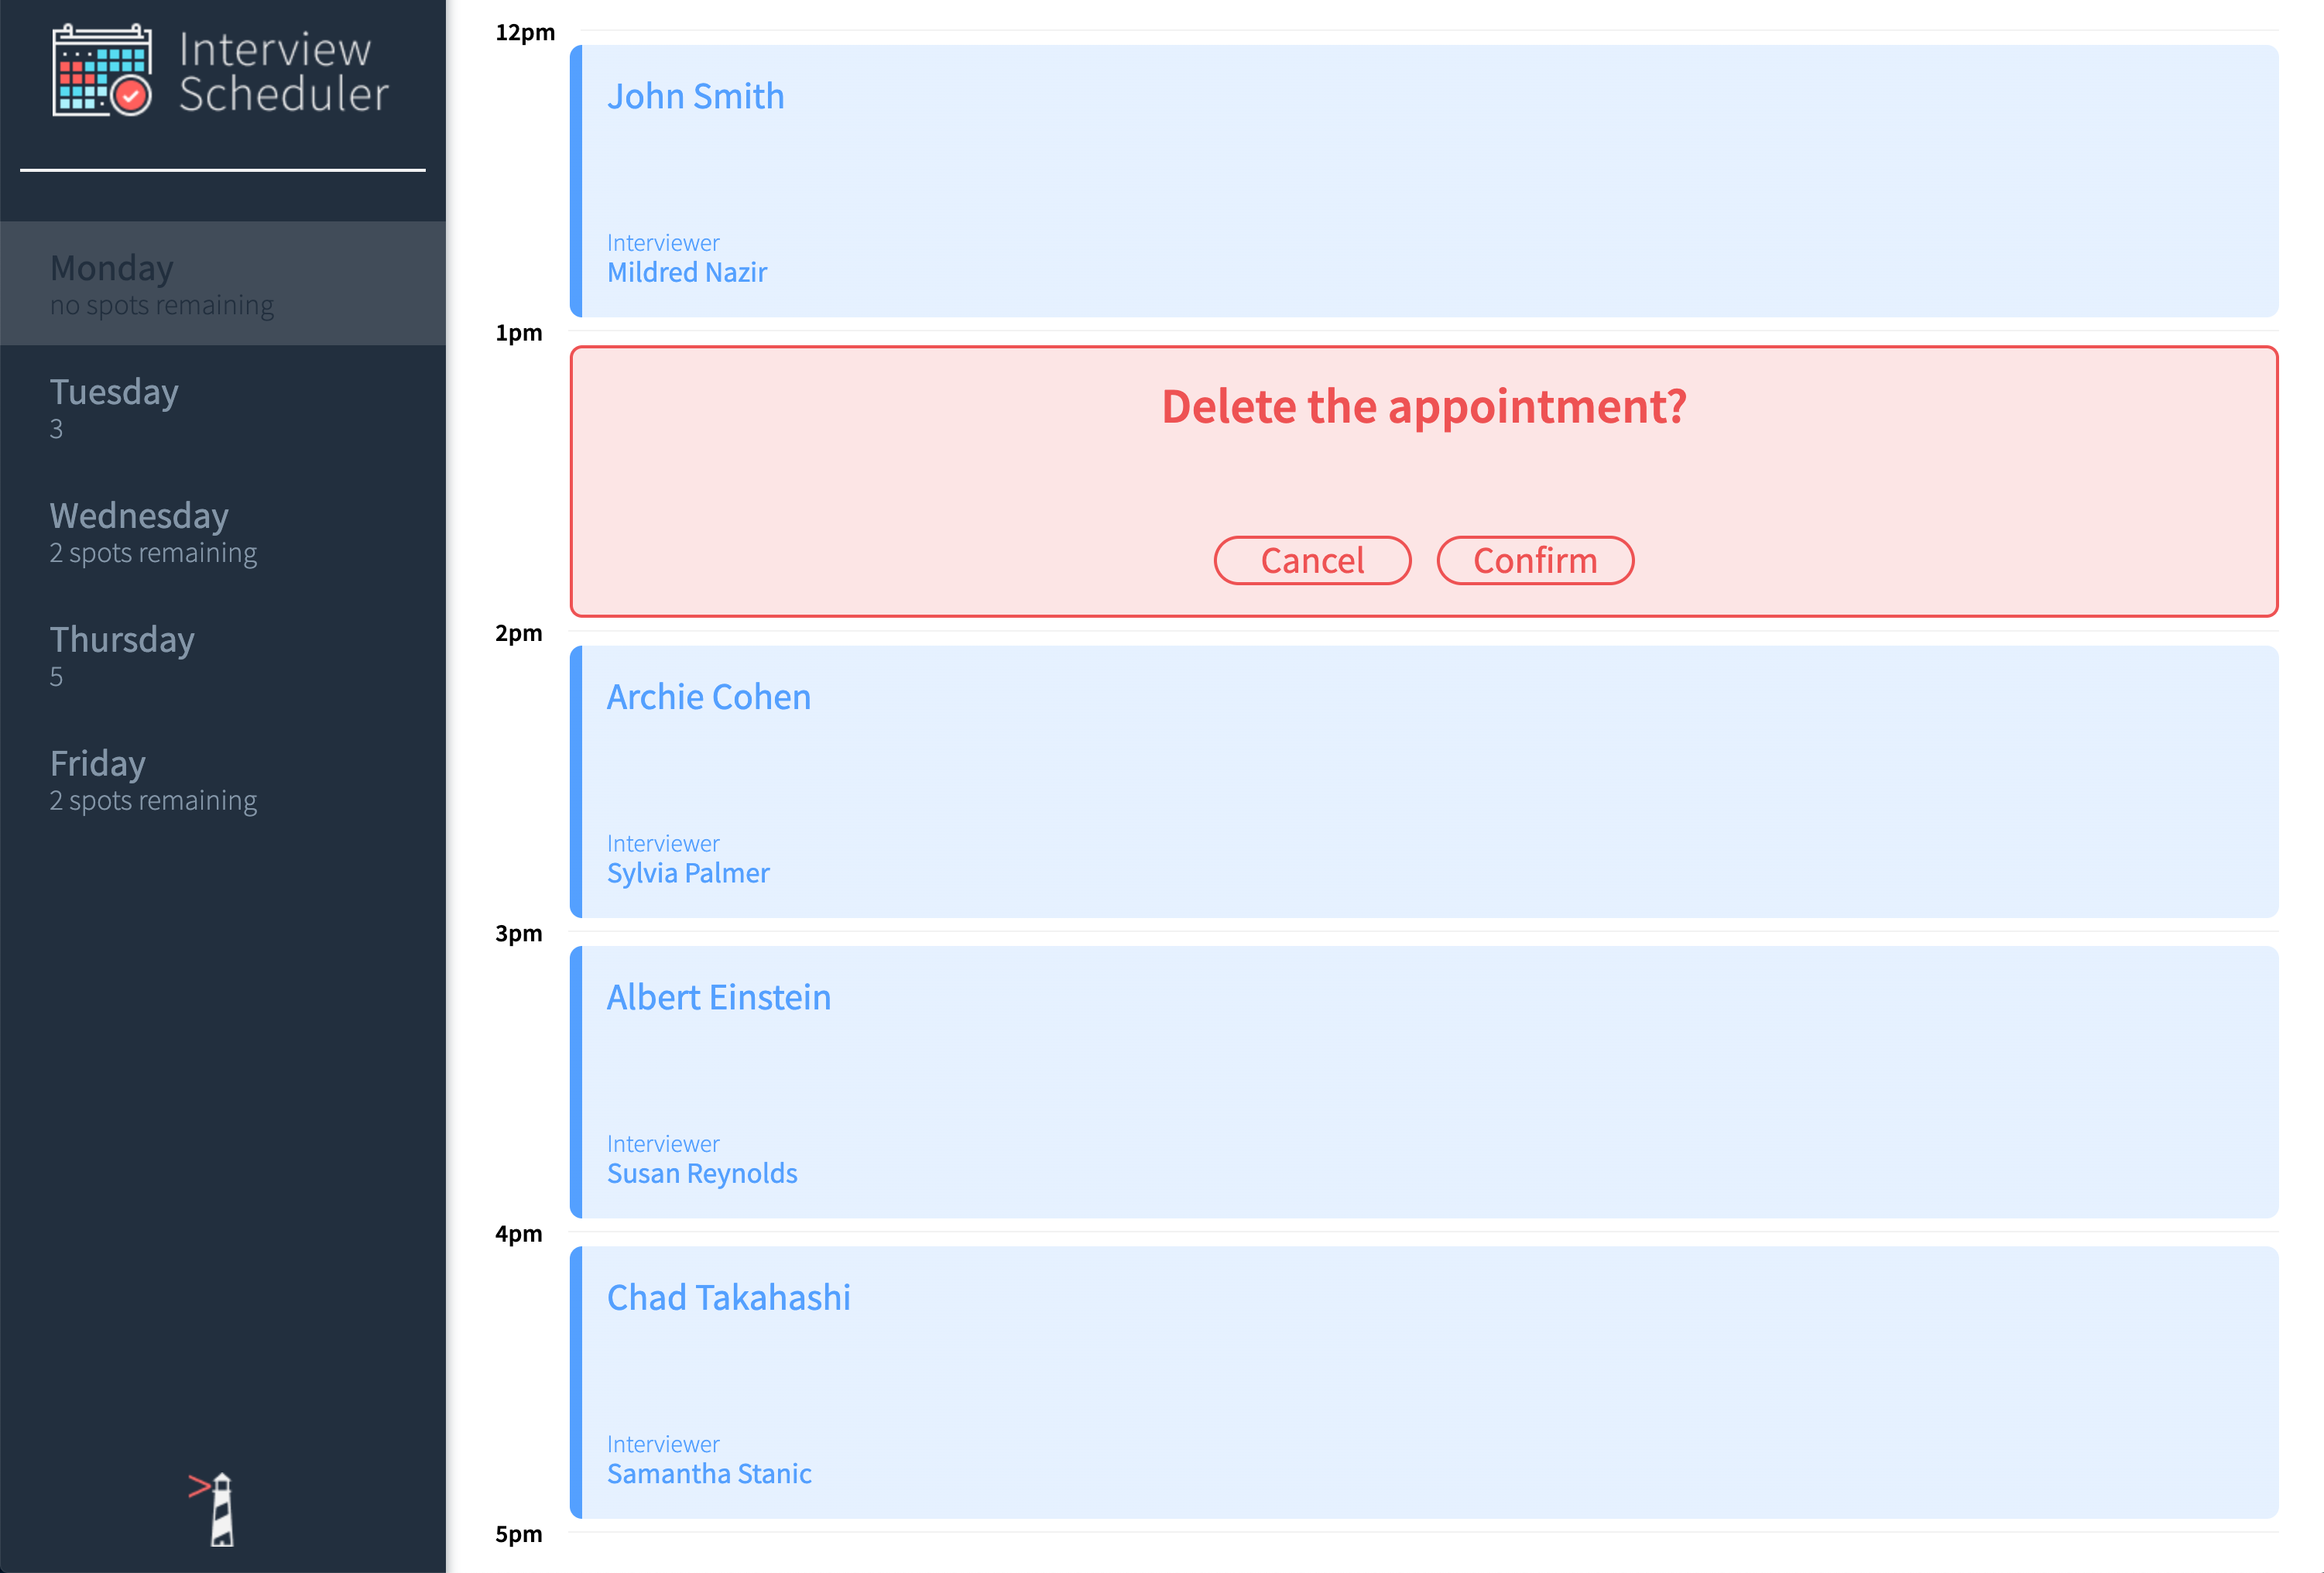 Interview
Scheduler
Monday
no spots remaining
Tuesday
3
Wednesday
2 spots remaining
Thursday
5
Friday
2 spots remaining
12pm
John Smith
Interviewer
Mildred Nazir
1pm
Delete the appointment?
Cancel Confirm
2pm
Archie Cohen
Interviewer
Sylvia Palmer
3pm
Albert Einstein
Interviewer
Susan Reynolds
4pm
Chad Takahashi
Interviewer
Samantha Stanic
5pm